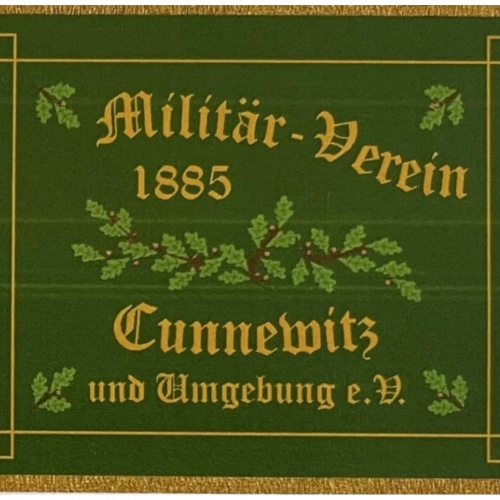 Militär-Verein
1885
Cunnewitz
und Umgebung e.V.